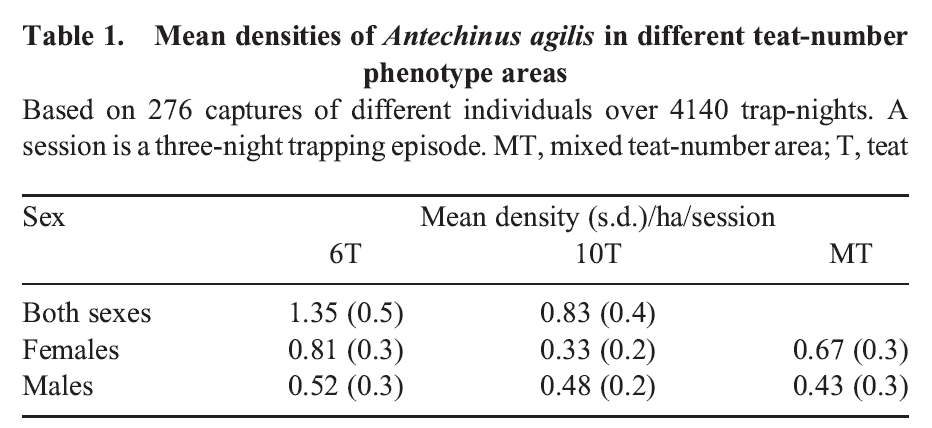 Table 1. Mean densities of Antechinus agilis in different teat-number
phenotype areas
Based on 276 captures of different individuals over 4140 trap-nights. A
session is a three-night trapping episode. MT, mixed teat-number area; T, teat
Sex Mean density (s.d.)/ha/session
6T 10T MT
Both sexes 1.35 (0.5) 0.83 (0.4)
Females 0.81 (0.3) 0.33 (0.2) 0.67 (0.3)
Males 0.52 (0.3) 0.48 (0.2) 0.43 (0.3)